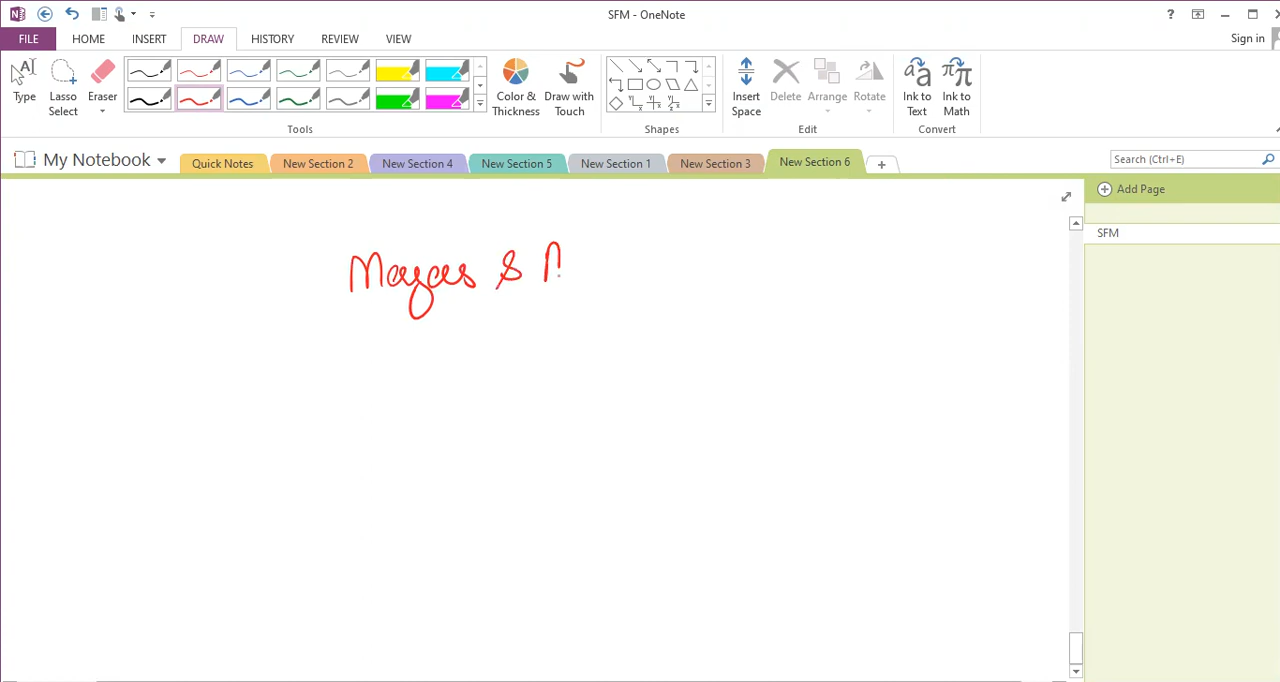 SFM - OneNote
?
Sign in
FILE HOME INSERT DRAW HISTORY REVIEW VIEW
Type Lasso Select Eraser Color & Thickness Draw with Touch Insert Space Delete Arrange Rotate Ink to Text Ink to Math
Tools Shapes Edit Convert
My Notebook Quick Notes New Section 2 New Section 4 New Section 5 New Section 1 New Section 3 New Section 6 + Search (Ctrl+E)
Add Page
SFM
&